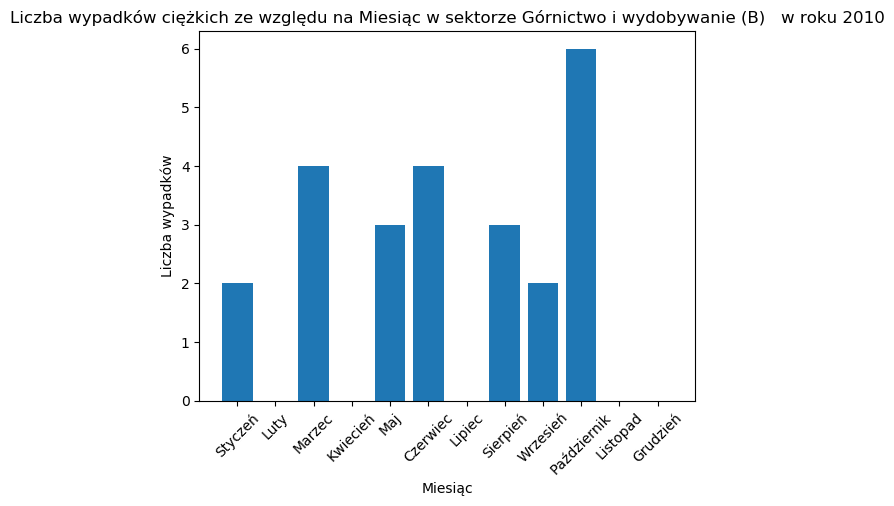 Liczba wypadków ciężkich ze względu na Miesiąc w sektorze Górnictwo i wydobywanie (B)   w roku 2010
6
5
4
3
2
1
0
Liczba wypadków
Styczeń
Luty
Marzec
Kwiecień
Maj
Czerwiec
Lipiec
Sierpień
Wrzesień
Październik
Listopad
Grudzień
Miesiąc